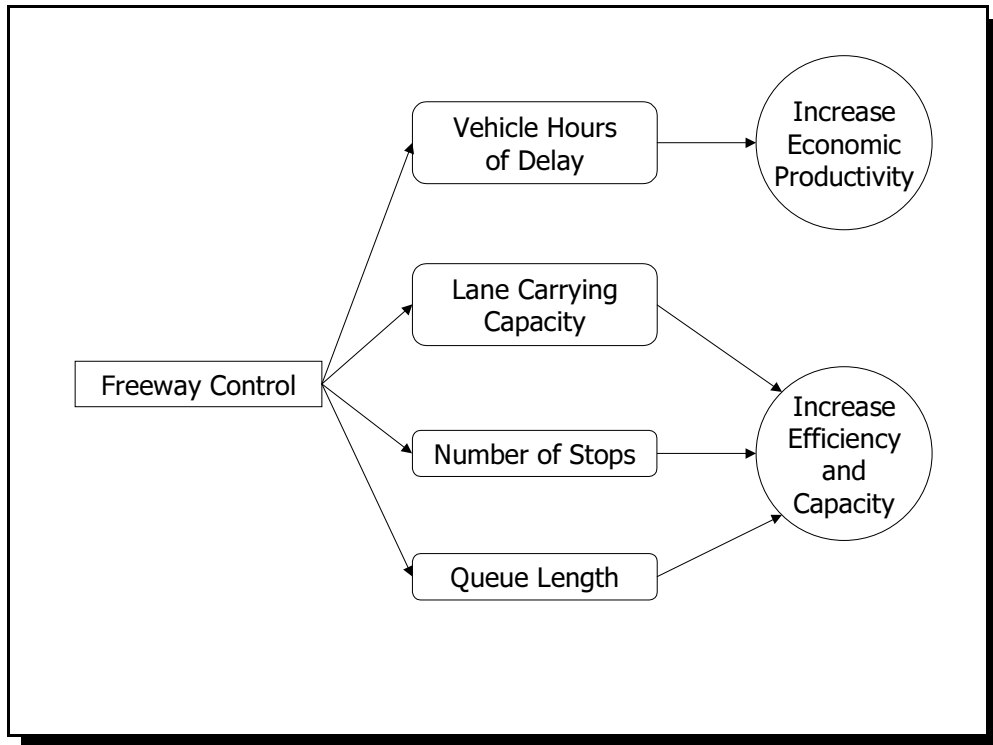 Vehicle Hours
of Delay
Increase
Economic
Productivity
Lane Carrying
Capacity
Freeway Control
Number of Stops
Increase
Efficiency
and
Capacity
Queue Length